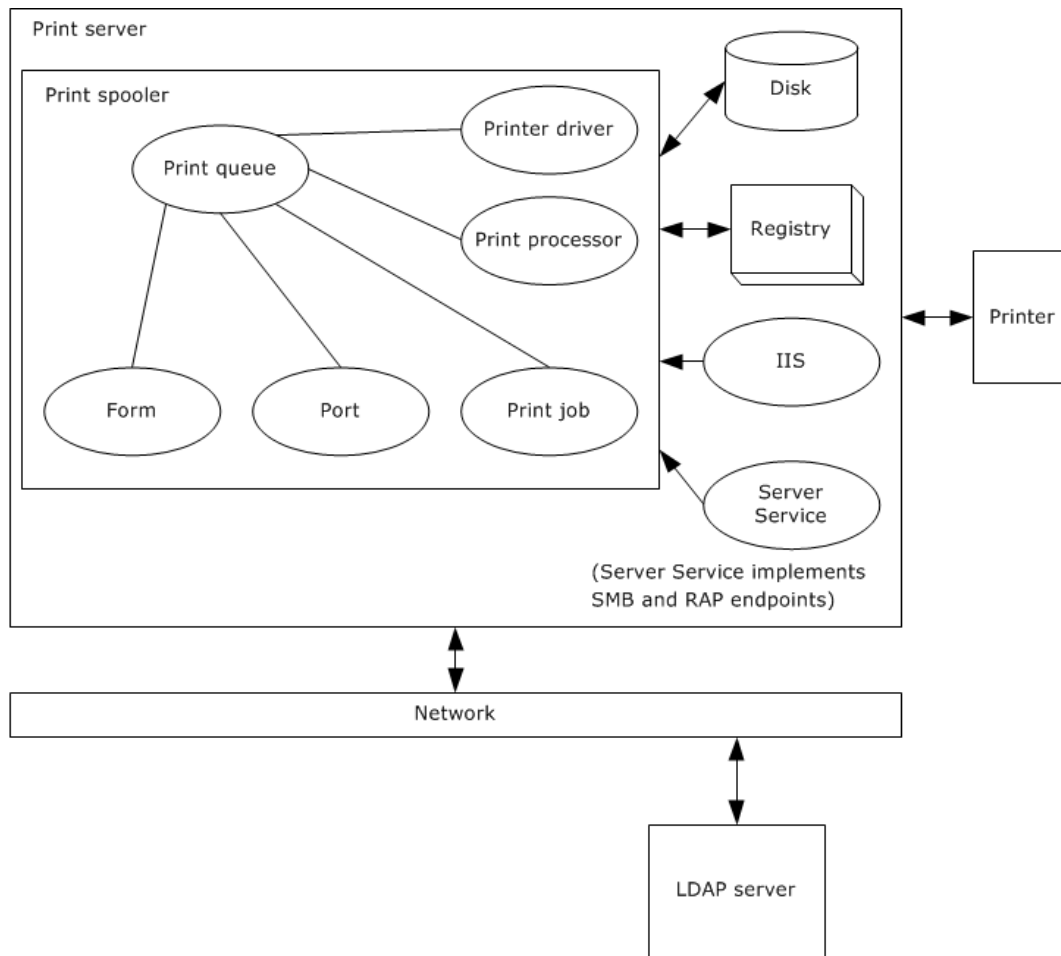 Print server
Print spooler
Disk
Printer driver
Print queue
Print processor
Registry
Printer
IIS
Form
Port
Print job
Server
Service
(Server Service implements
SMB and RAP endpoints)
Network
LDAP server